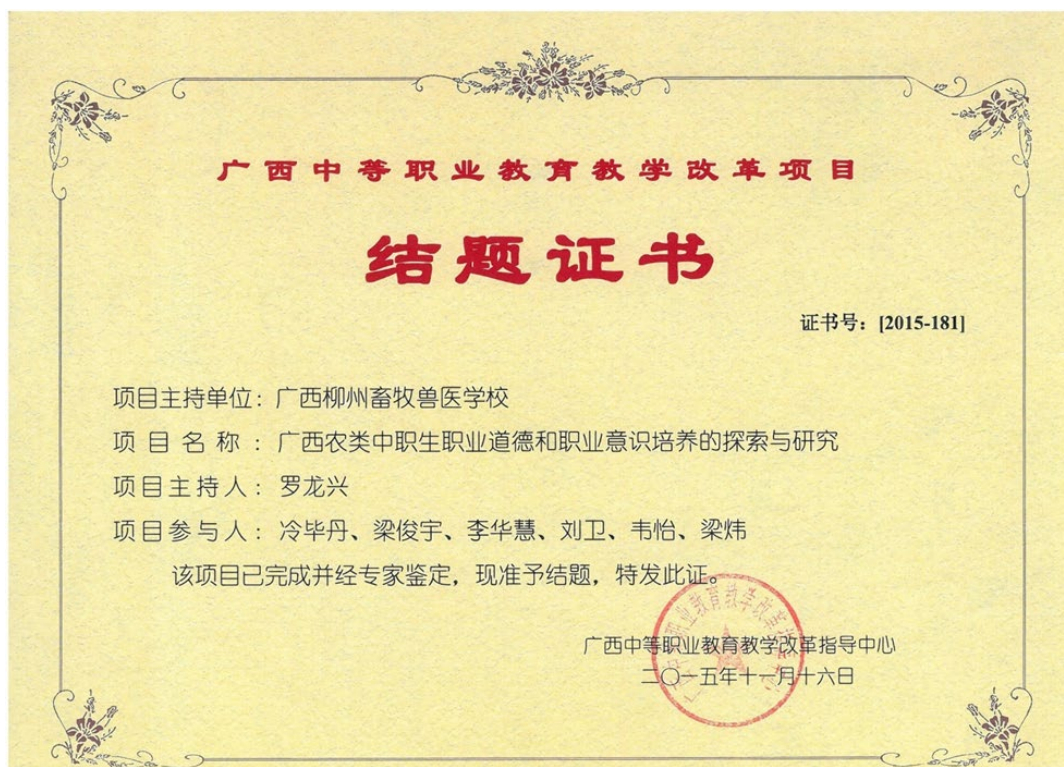 广西中等职业教育教学改革项目
结题证书
证书号：[2015-181]
项目主持单位：广西柳州畜牧兽医学校
项目名称：广西农类中职生职业道德和职业意识培养的探索与研究
项目主持人：罗龙兴
项目参与人：冷毕丹、梁俊宇、李华慧、刘卫、韦怡、梁炜
该项目已完成并经专家鉴定，现准予结题，特发此证。
广西中等职业教育教学改革指导中心
二〇一五年十一月十六日